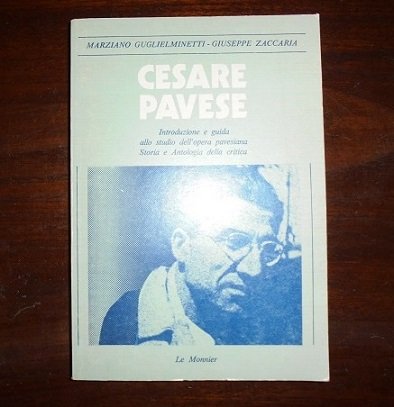 MARZIANO GUGLIELMINETTI - GIUSEPPE ZACCARIA
CESARE
PAVESE
Introduzione e guida
allo studio dell'opera pavesiana
Storia e Antologia della critica
Le Monnier